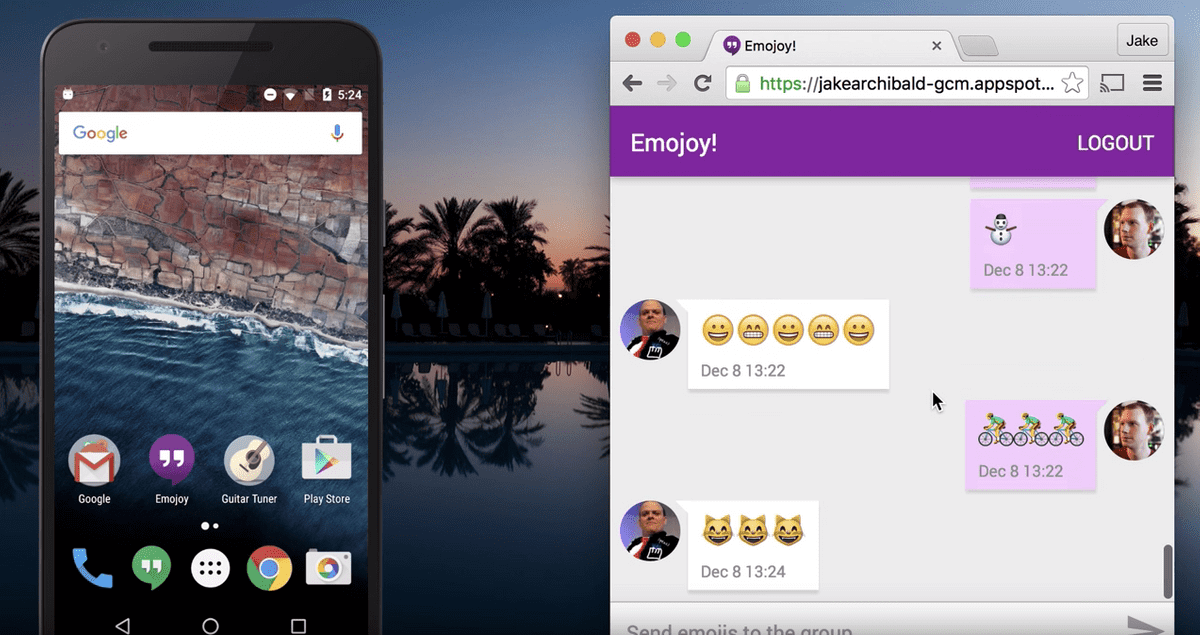 5:24
Google
Google
Emojoy
Guitar Tuner
Play Store
Emojoy!
Jake
https://jakearchibald-gcm.appspot...
Emojoy!
LOGOUT
Dec 8 13:22
Dec 8 13:22
Dec 8 13:22
Dec 8 13:24
Send emojis to the group